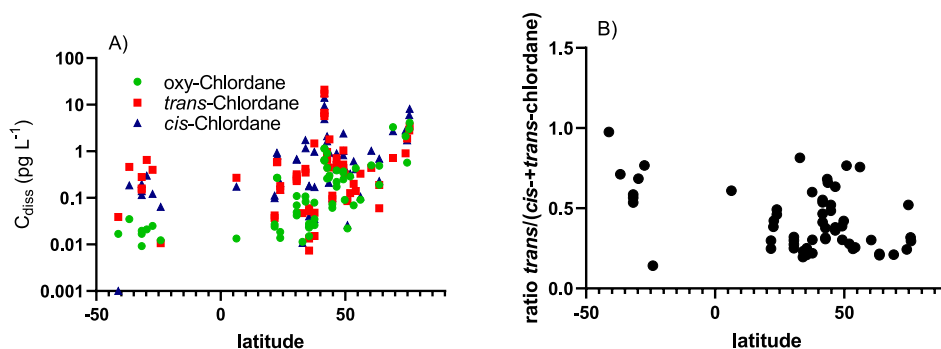 A)
100
10
1
0.1
0.01
0.001
C_diss (pg L⁻¹)
oxy-Chlordane
trans-Chlordane
cis-Chlordane
-50
0
50
latitude
B)
1.5
1.0
0.5
0.0
ratio trans/(cis-+trans-chlordane)
-50
0
50
latitude